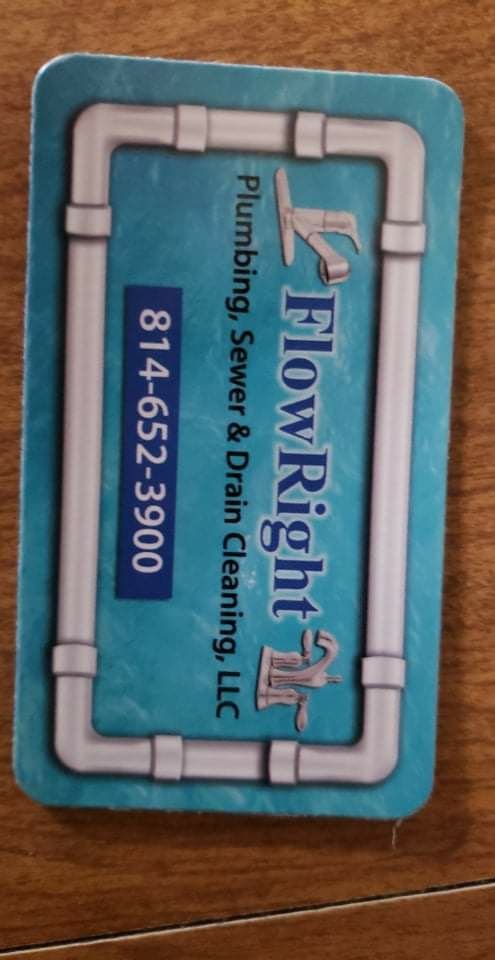 FlowRight
Plumbing, Sewer & Drain Cleaning, LLC
814-652-3900